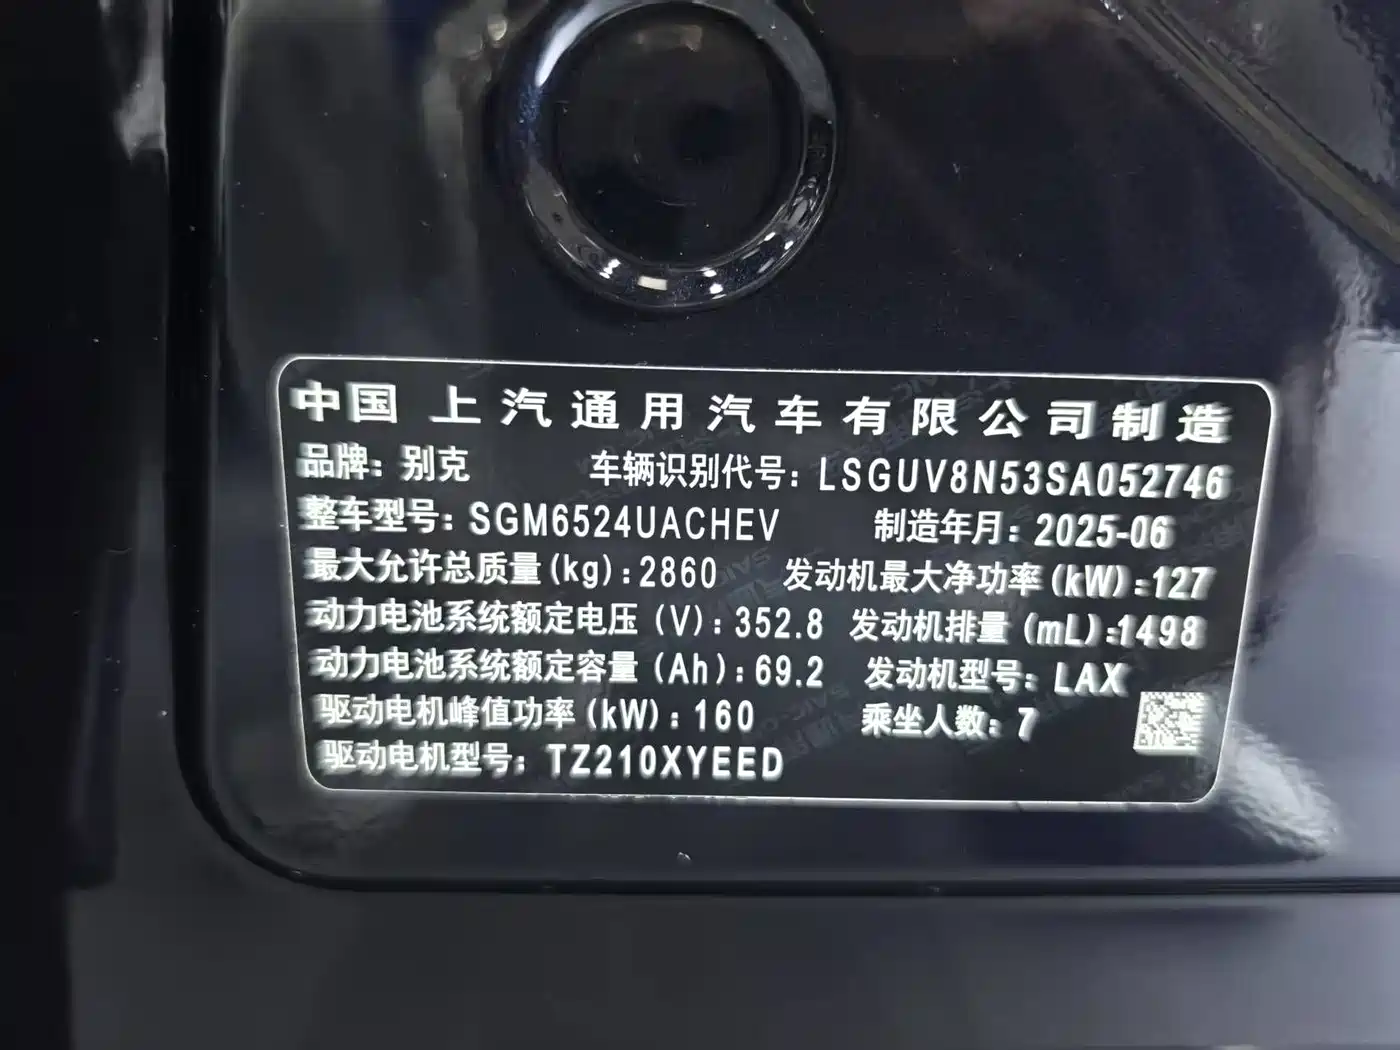 中国 上汽通用汽车有限公司制造
品牌：别克 车辆识别代号：LSGUV8N53SA052746
整车型号：SGM6524UACHEV 制造年月：2025-06
最大允许总质量(kg)：2860 发动机最大净功率(kW)：127
动力电池系统额定电压(V)：352.8 发动机排量(mL)：1498
动力电池系统额定容量(Ah)：69.2 发动机型号：LAX
驱动电机峰值功率(kW)：160 乘坐人数：7
驱动电机型号：TZ210XYEED